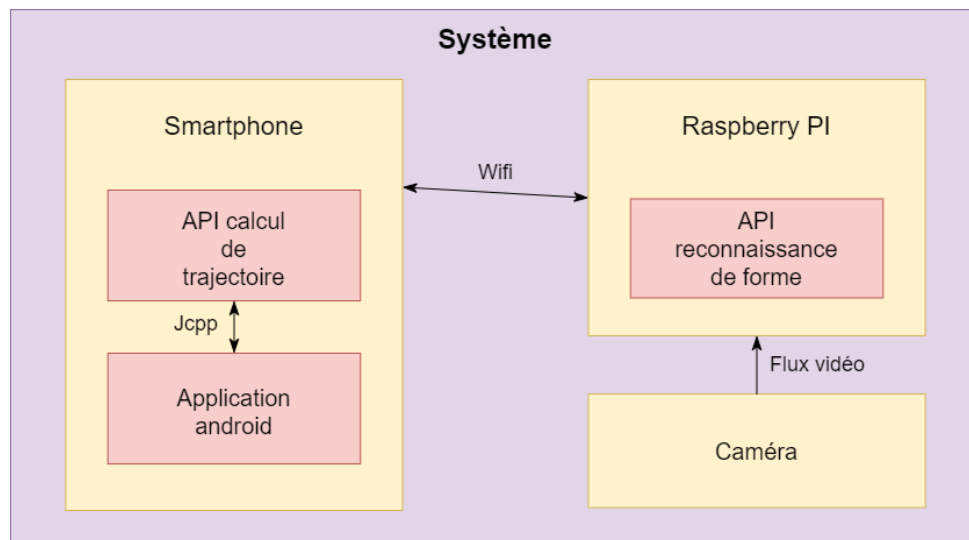 Système
Smartphone
API calcul
de
trajectoire
Jcpp
Application
android
Wifi
Raspberry PI
API
reconnaissance
de forme
Flux vidéo
Caméra